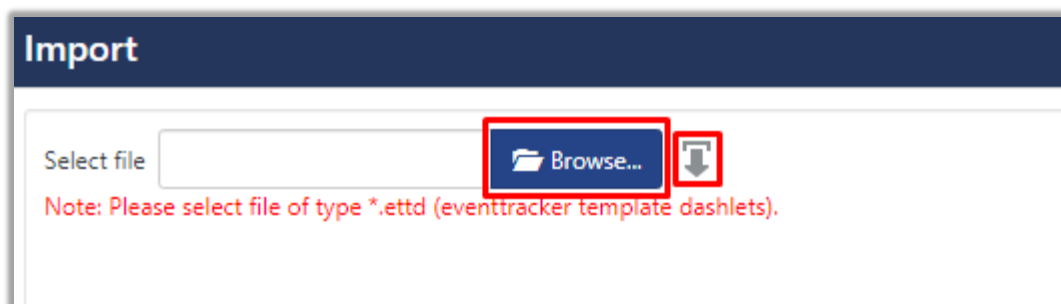 Import
Select file Browse...
Note: Please select file of type *.ettd (eventtracker template dashlets).